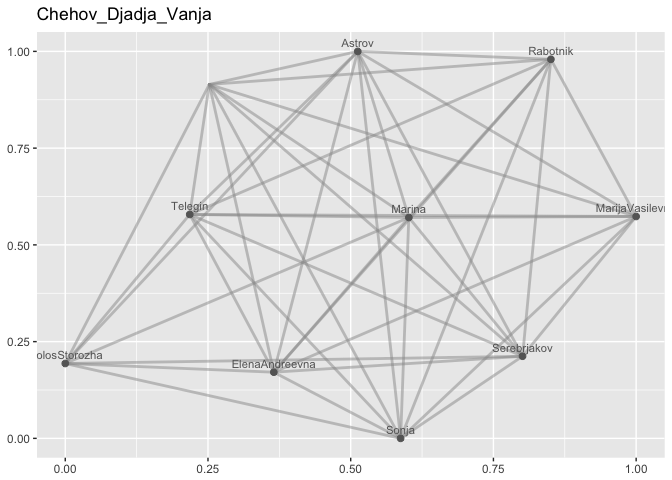 Chehov_Djadja_Vanja
1.00
0.75
0.50
0.25
0.00
Astrov
Rabotnik
Telegin
Marina
MarijaVasilevn
olosStorozha
ElenaAndreevna
Serebrjakov
Sonja
0.00
0.25
0.50
0.75
1.00